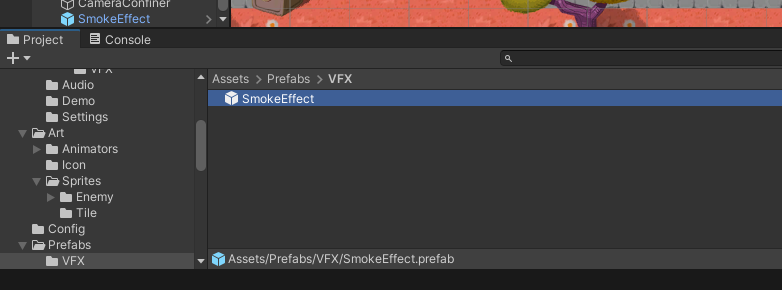 CameraConfiner
SmokeEffect
Project
Console
Assets > Prefabs > VFX
VFX
SmokeEffect
Audio
Demo
Settings
Art
Animators
Icon
Sprites
Enemy
Tile
Config
Prefabs
VFX
Assets/Prefabs/VFX/SmokeEffect.prefab